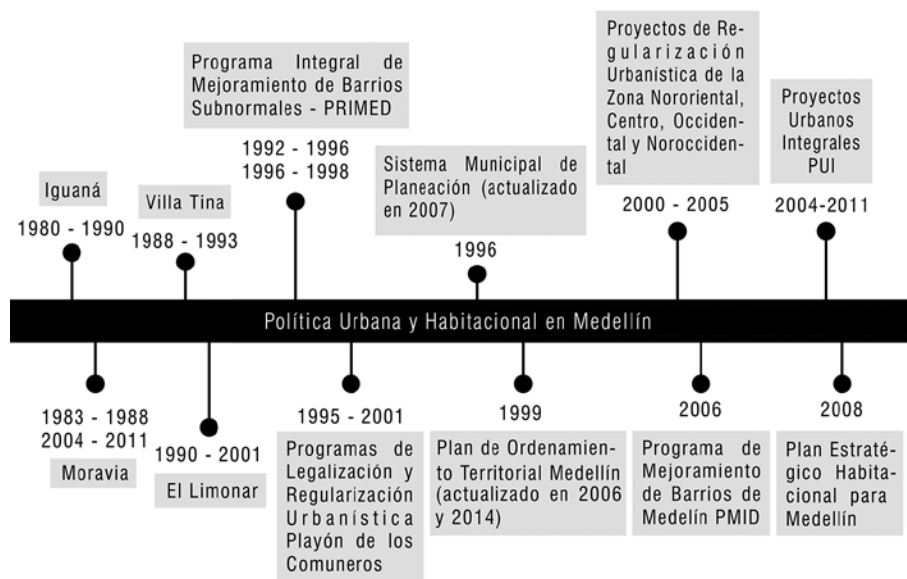 Iguaná
1980 - 1990
Villa Tina
1988 - 1993
Programa Integral de
Mejoramiento de Barrios
Subnormales - PRIMED
1992 - 1996
1996 - 1998
Sistema Municipal de
Planeación (actualizado
en 2007)
1996
Proyectos de Re-
gularización
Urbanística de la
Zona Nororiental,
Centro, Occiden-
tal y Norocciden-
tal
2000 - 2005
Proyectos
Urbanos
Integrales
PUI
2004-2011
Política Urbana y Habitacional en Medellín
1983 - 1988
2004 - 2011
Moravia
1990 - 2001
El Limonar
1995 - 2001
Programas de
Legalización y
Regularización
Urbanística
Playón de los
Comuneros
1999
Plan de Ordenamien-
to Territorial Medellín
(actualizado en 2006
y 2014)
2006
Programa de
Mejoramiento
de Barrios de
Medelín PMID
2008
Plan Estraté-
gico Habita-
cional para
Medellín